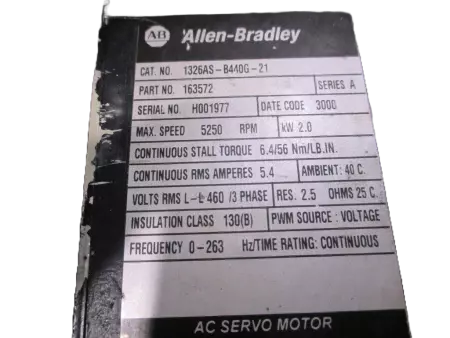 AB Allen-Bradley
CAT. NO. 1326AS-B440G-21
PART NO. 163572 SERIES A
SERIAL NO. H001977 DATE CODE 3000
MAX. SPEED 5250 RPM kW 2.0
CONTINUOUS STALL TORQUE 6.4/56 Nm/LB.IN.
CONTINUOUS RMS AMPERES 5.4 AMBIENT: 40 C
VOLTS RMS L-L 460 /3 PHASE RES. 2.5 OHMS 25 C.
INSULATION CLASS 130(B) PWM SOURCE : VOLTAGE
FREQUENCY 0-263 Hz/TIME RATING: CONTINUOUS
AC SERVO MOTOR